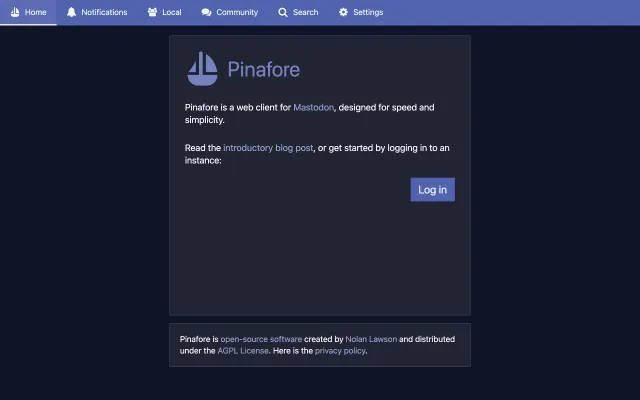 Home Notifications Local Community Search Settings
Pinafore
Pinafore is a web client for Mastodon, designed for speed and
simplicity.
Read the introductory blog post, or get started by logging in to an
instance:
Log in
Pinafore is open-source software created by Nolan Lawson and distributed
under the AGPL License. Here is the privacy policy.